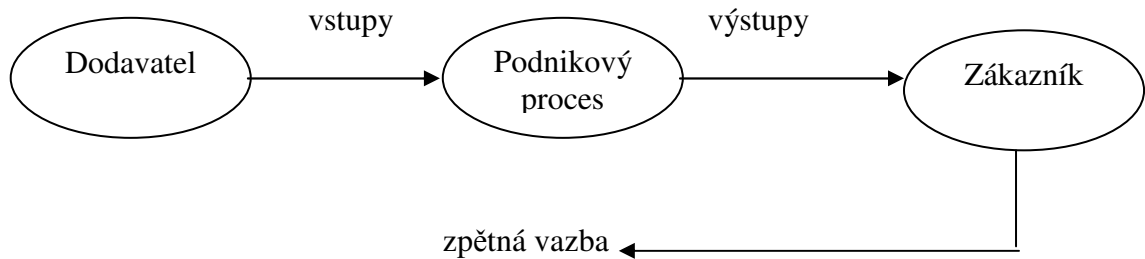 vstupy
výstupy
Dodavatel
Podnikový
proces
Zákazník
zpětná vazba